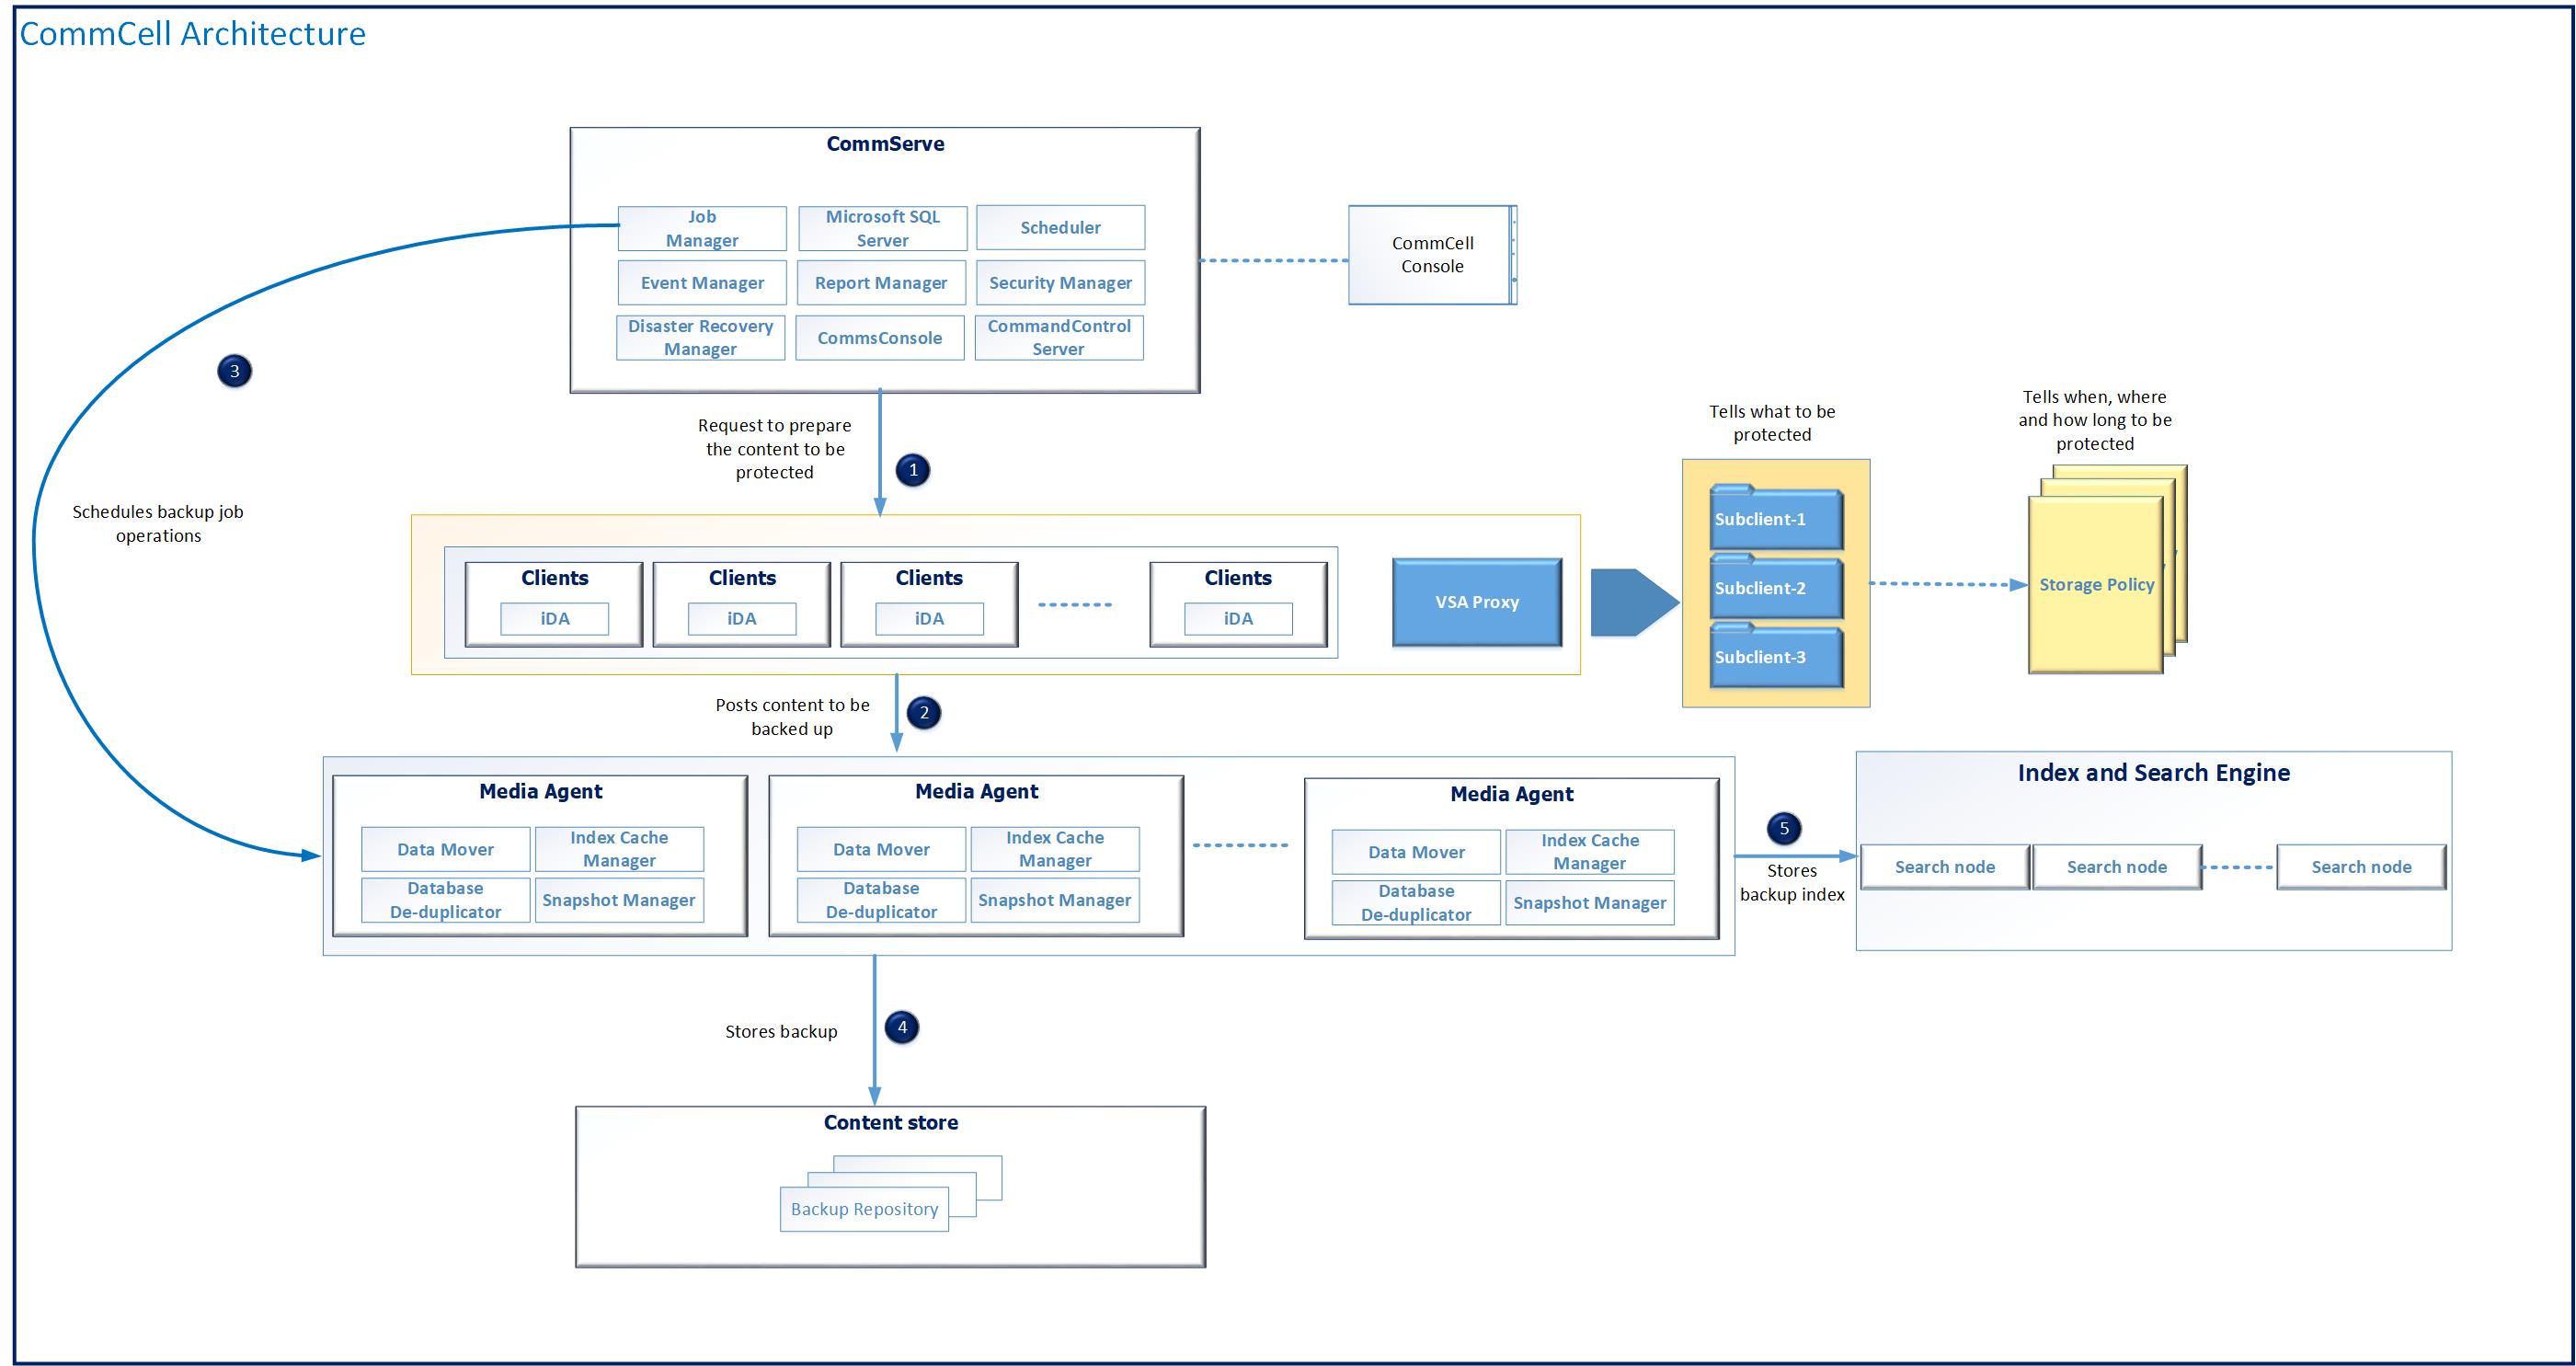 CommCell Architecture
CommServe
Job
Manager
Microsoft SQL
Server
Scheduler
Event Manager
Report Manager
Security Manager
Disaster Recovery
Manager
CommsConsole
CommandControl
Server
CommCell
Console
3
Schedules backup job
operations
Request to prepare
the content to be
protected
1
Tells what to be
protected
Tells when, where
and how long to be
protected
Clients
iDA
Clients
iDA
Clients
iDA
Clients
iDA
VSA Proxy
Subclient-1
Subclient-2
Subclient-3
Storage Policy
Posts content to be
backed up
2
Media Agent
Data Mover
Index Cache
Manager
Database
De-duplicator
Snapshot Manager
Media Agent
Data Mover
Index Cache
Manager
Database
De-duplicator
Snapshot Manager
Media Agent
Data Mover
Index Cache
Manager
Database
De-duplicator
Snapshot Manager
5
Stores
backup index
Index and Search Engine
Search node
Search node
Search node
Stores backup
4
Content store
Backup Repository